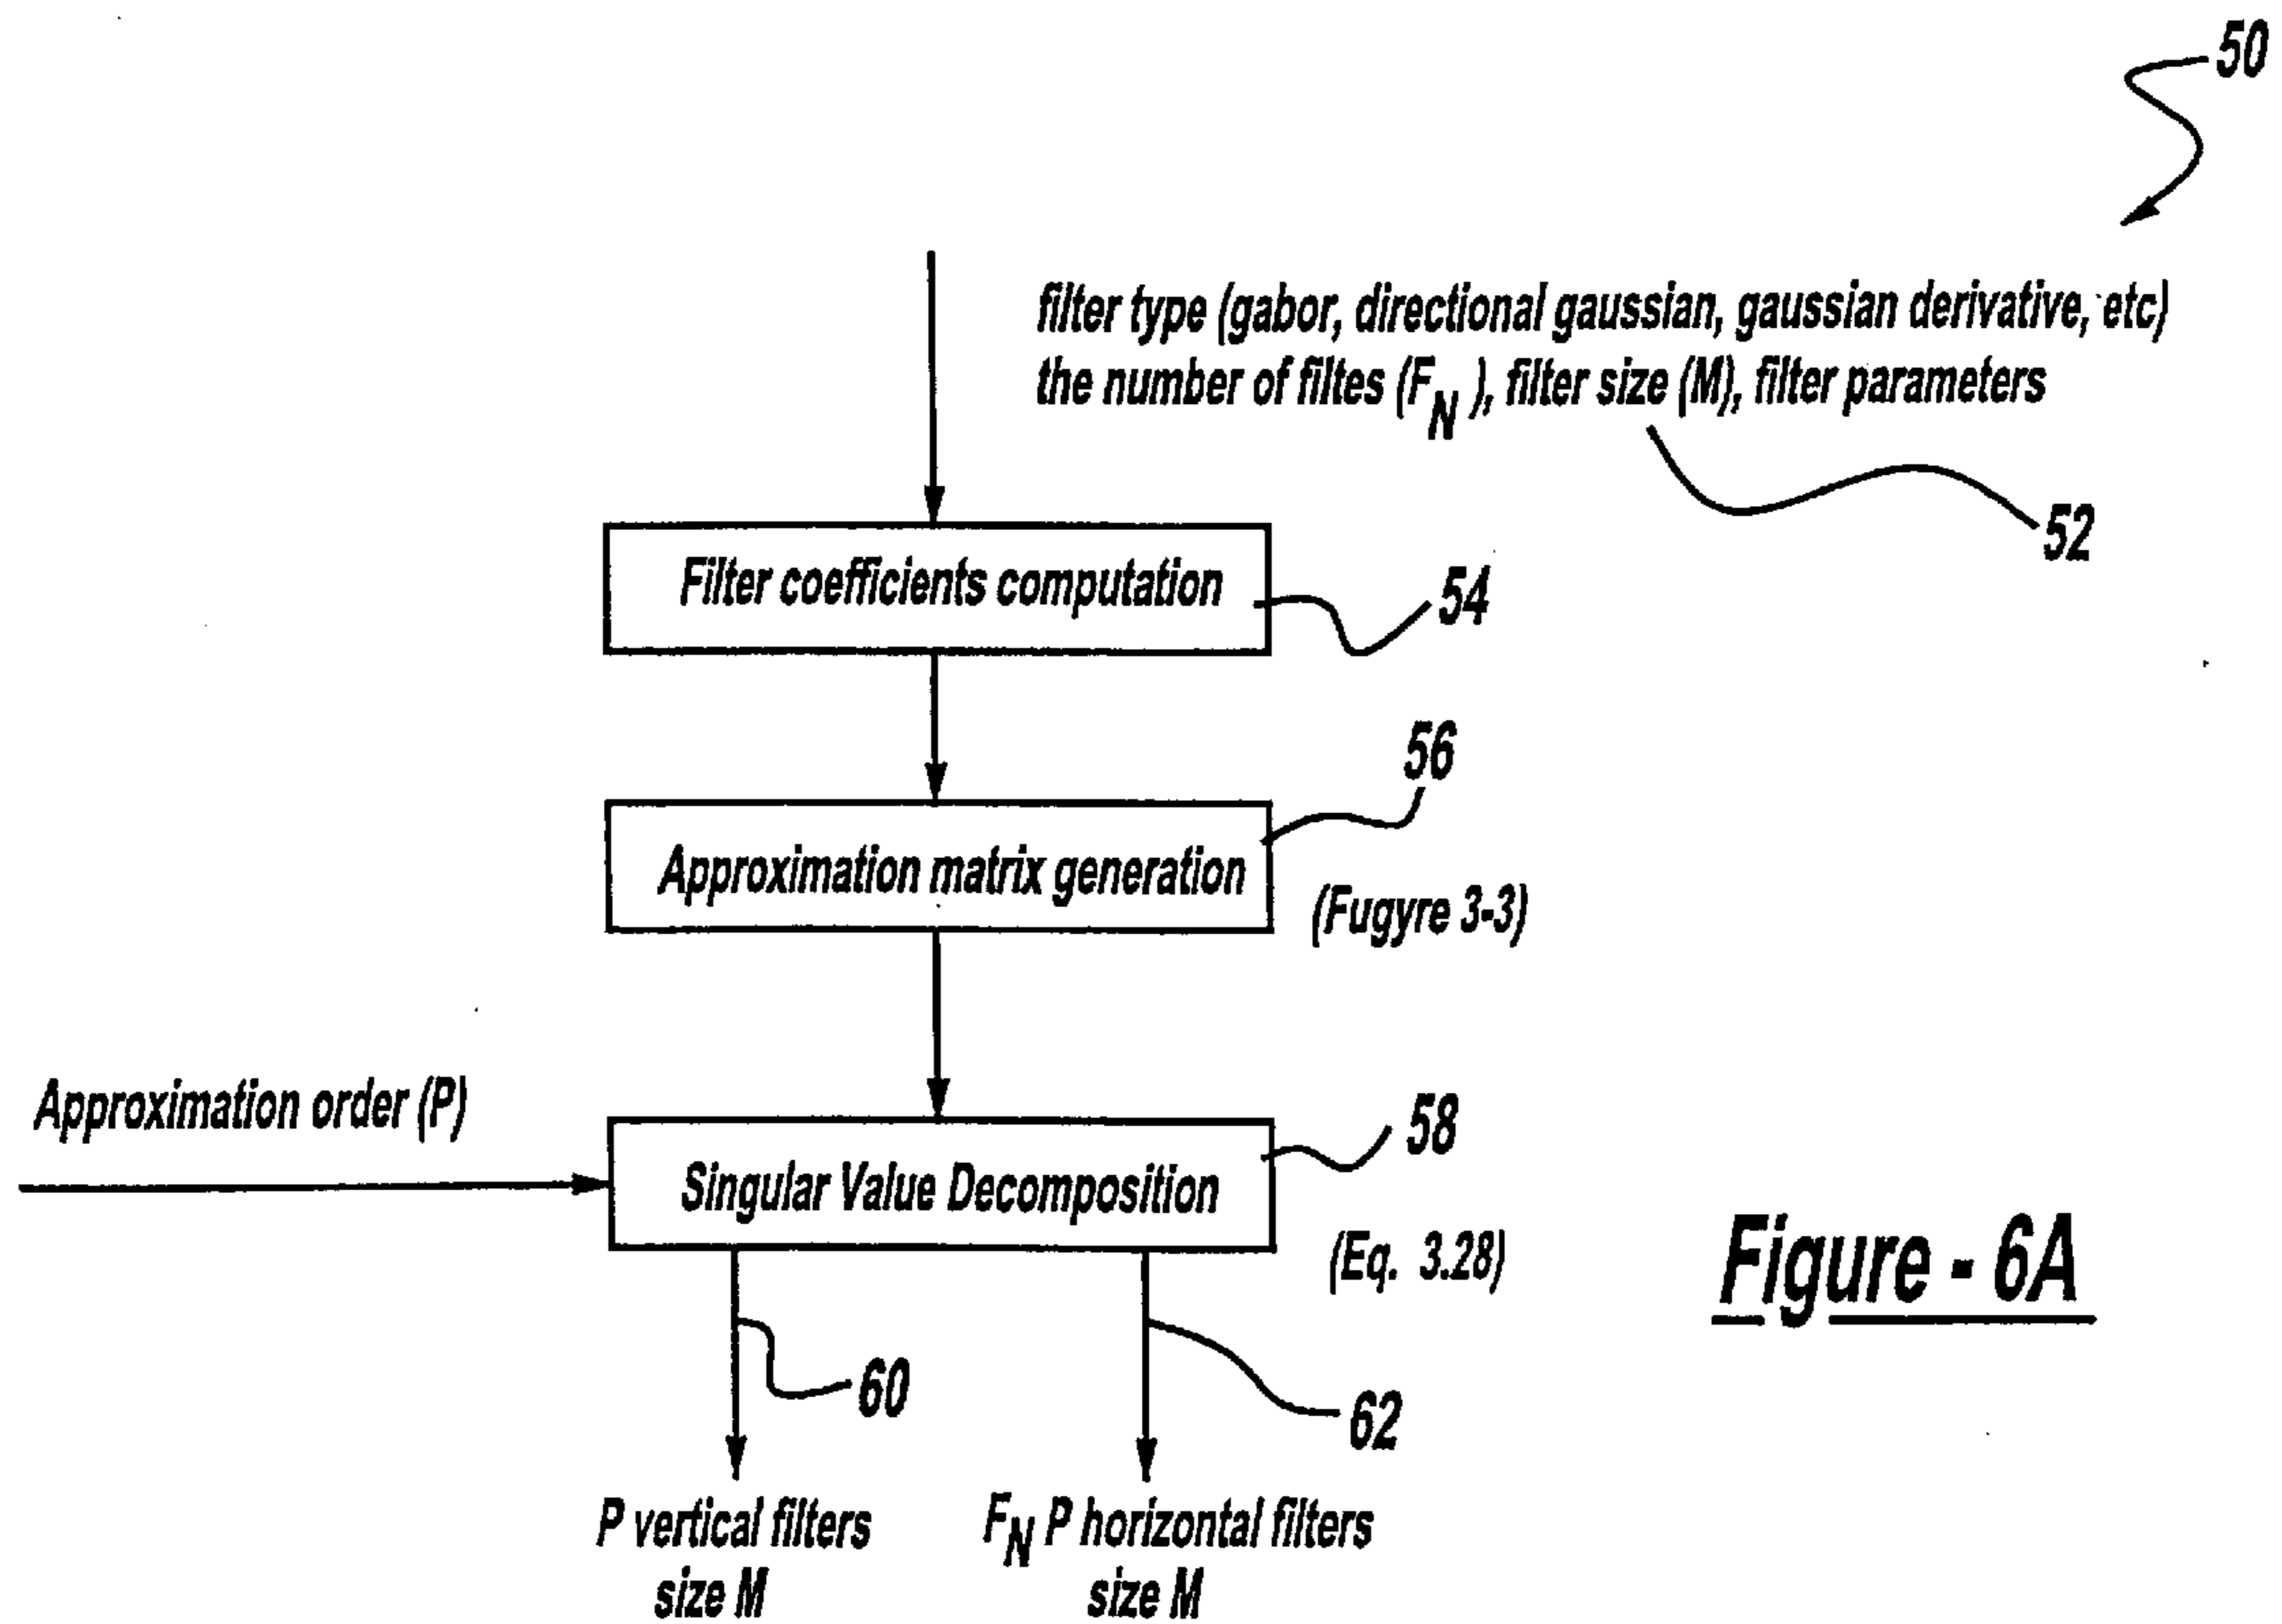 50
filter type (gabor, directional gaussian, gaussian derivative, etc)
the number of filtes (F_N ), filter size (M), filter parameters
52
Filter coefficients computation
54
56
Approximation matrix generation
(Fugyre 3-3)
Approximation order (P)
58
Singular Value Decomposition
(Eq. 3.28)
Figure - 6A
60
62
P vertical filters
size M
F_N P horizontal filters
size M